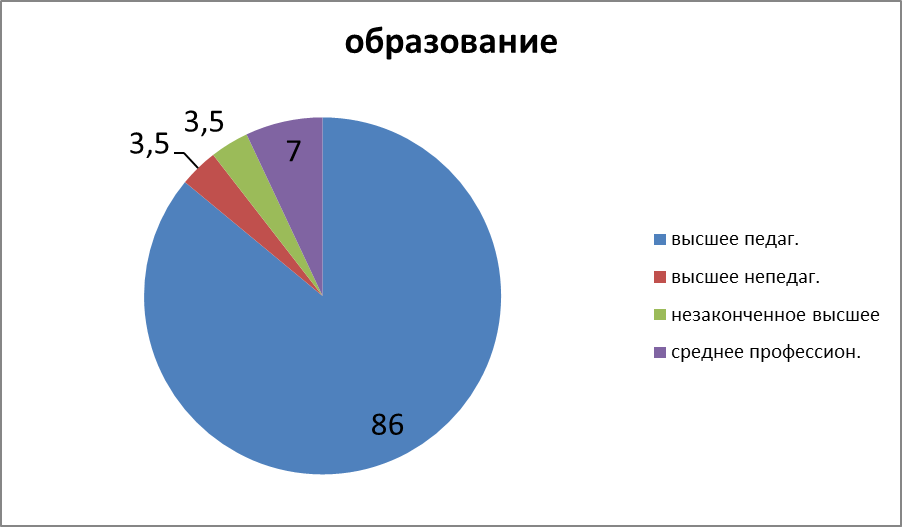 образование
3,5
3,5
7
86
высшее педаг.
высшее непедаг.
незаконченное высшее
среднее профессион.